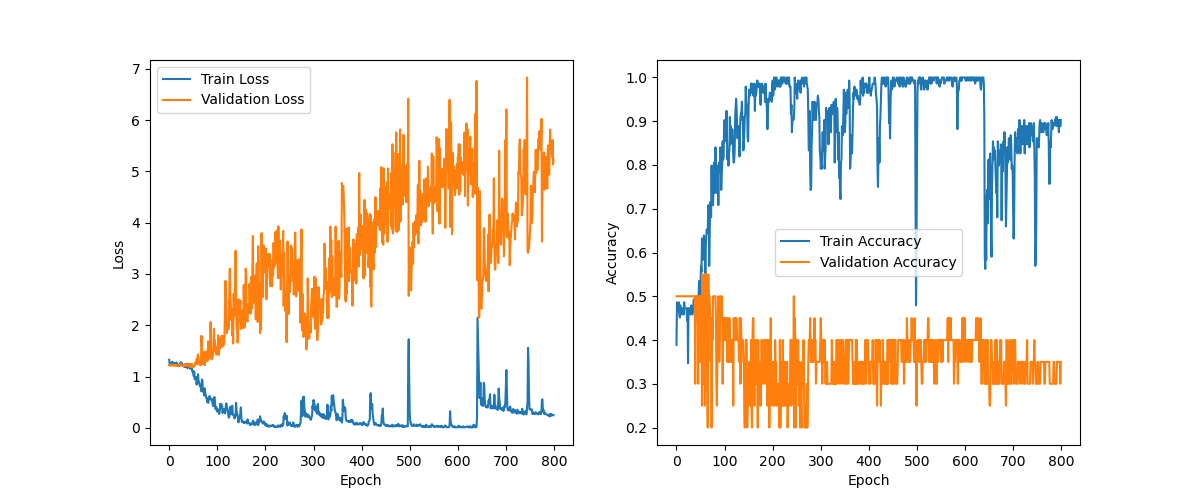 Train Loss
Validation Loss
7
6
5
4
3
2
1
0
Loss
0 100 200 300 400 500 600 700 800
Epoch
Train Accuracy
Validation Accuracy
1.0
0.9
0.8
0.7
0.6
0.5
0.4
0.3
0.2
Accuracy
0 100 200 300 400 500 600 700 800
Epoch